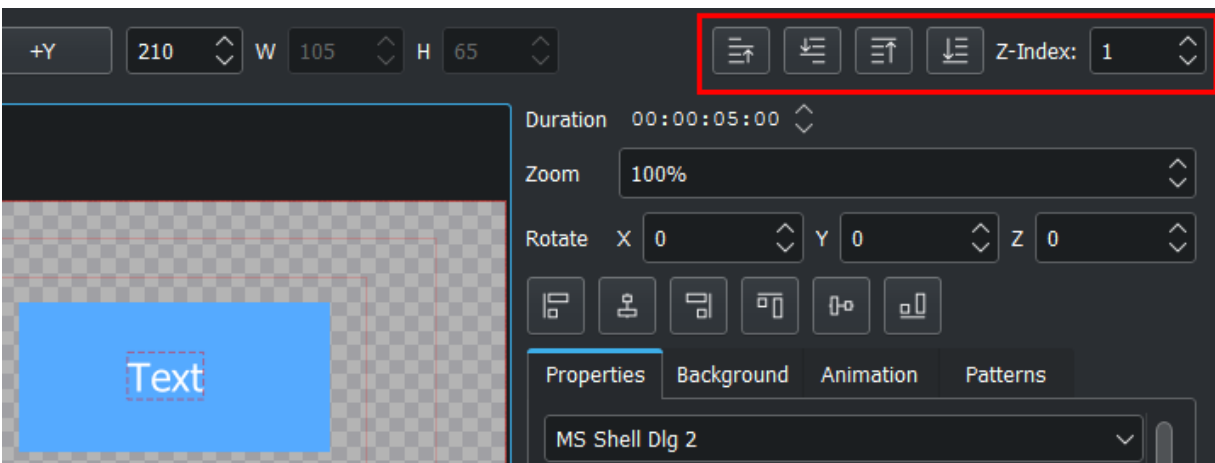 +Y 210 W 105 H 65 Z-Index: 1
Duration 00:00:05:00
Zoom 100%
Rotate X 0 Y 0 Z 0
Text
Properties Background Animation Patterns
MS Shell Dlg 2